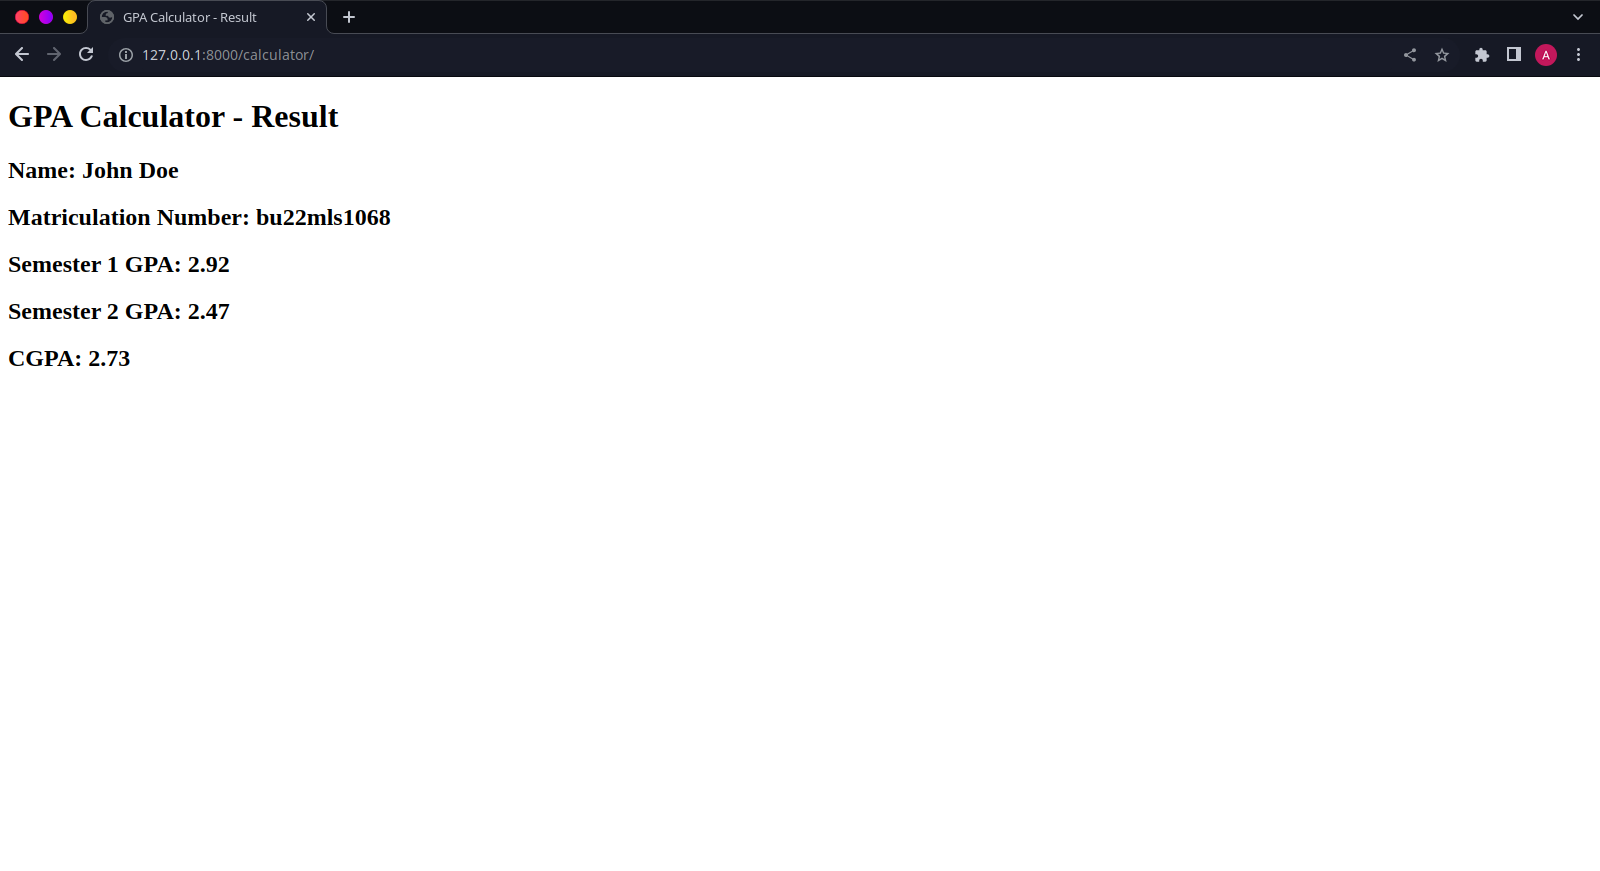 GPA Calculator - Result
127.0.0.1:8000/calculator/
A
GPA Calculator - Result
Name: John Doe
Matriculation Number: bu22mls1068
Semester 1 GPA: 2.92
Semester 2 GPA: 2.47
CGPA: 2.73